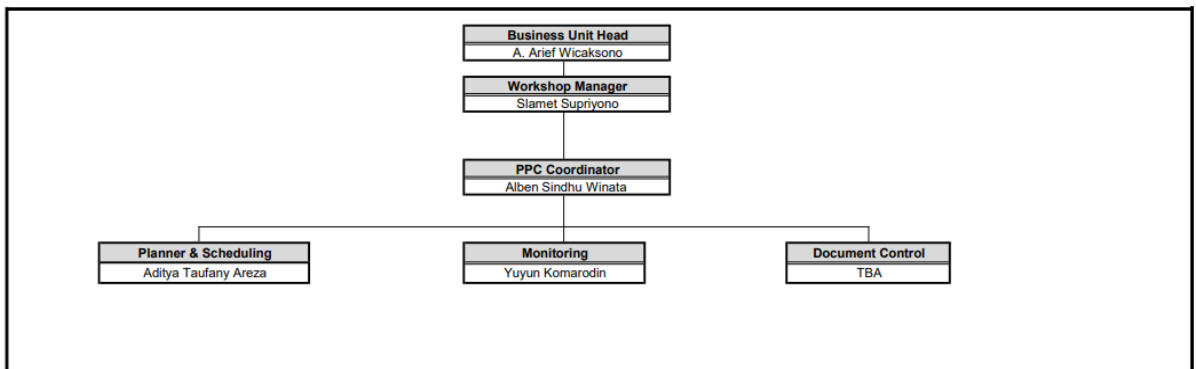 Business Unit Head
A. Arief Wicaksono
Workshop Manager
Slamet Supriyono
PPC Coordinator
Alben Sindhu Winata
Planner & Scheduling
Aditya Taufany Areza
Monitoring
Yuyun Komarodin
Document Control
TBA